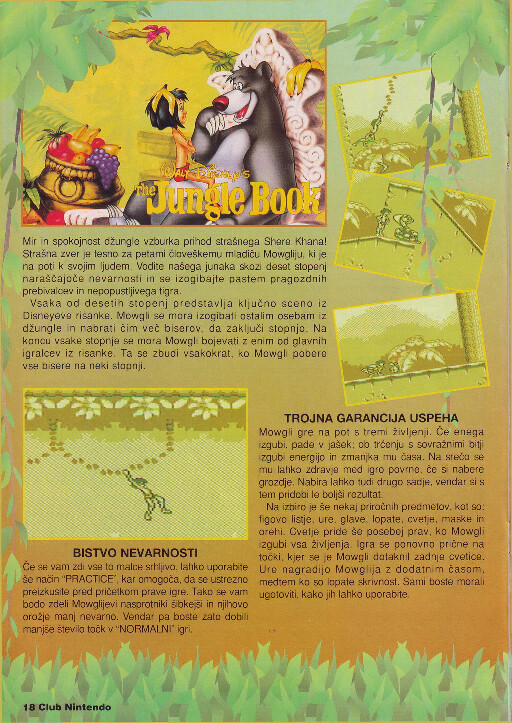 Walt Disney's
The Jungle Book
Mir in spokojnost džungle vzburka prihod strašnega Shere Khana!
Strašna zver je tesno za petami človeškemu mladiču Mowgliju, ki je
na poti k svojim ljudem. Vodite našega junaka skozi deset stopenj
naraščajoče nevarnosti in se izogibajte pastem pragozdnih
prebivalcev in nepopustljivega tigra.
Vsaka od desetih stopenj predstavlja ključno sceno iz
Disneyeve risanke. Mowgli se mora izogibati ostalim osebam iz
džungle in nabrati čim več biserov, da zaključi stopnjo. Na
koncu vsake stopnje se mora Mowgli bojevati z enim od glavnih
igralcev iz risanke. Ta se zbudi vsakokrat, ko Mowgli pobere
vse bisere na neki stopnji.
BISTVO NEVARNOSTI
Če se vam zdi vse to malce srhljivo, lahko uporabite
še način "PRACTICE", kar omogoča, da se ustrezno
preizkusite pred pričetkom prave igre. Tako se vam
bodo zdeli Mowglijevi nasprotniki šibkejši in njihovo
orožje manj nevarno. Vendar pa boste zato dobili
manjše število točk v "NORMALNI" igri.
TROJNA GARANCIJA USPEHA
Mowgli gre na pot s tremi življenji. Če enega
izgubi, pade v jašek; ob trčenju s sovražnimi bitji
izgubi energijo in zmanjka mu časa. Na srečo se
mu lahko zdravje med igro povrne, če si nabere
grozdje. Nabira lahko tudi drugo sadje, vendar si s
tem pridobi le boljši rezultat.
Na izbiro je še nekaj priročnih predmetov, kot so:
figovo listje, ure, glave, lopate, cvetje, maske in
orehi. Cvetje pride še posebej prav, ko Mowgli
izgubi vsa življenja. Igra se ponovno prične na
točki, kjer se je Mowgli dotaknil zadnje cvetice.
Ure nagradijo Mowglija z dodatnim časom,
medtem ko so lopate skrivnost. Sami boste morali
ugotoviti, kako jih lahko uporabite.
18 Club Nintendo